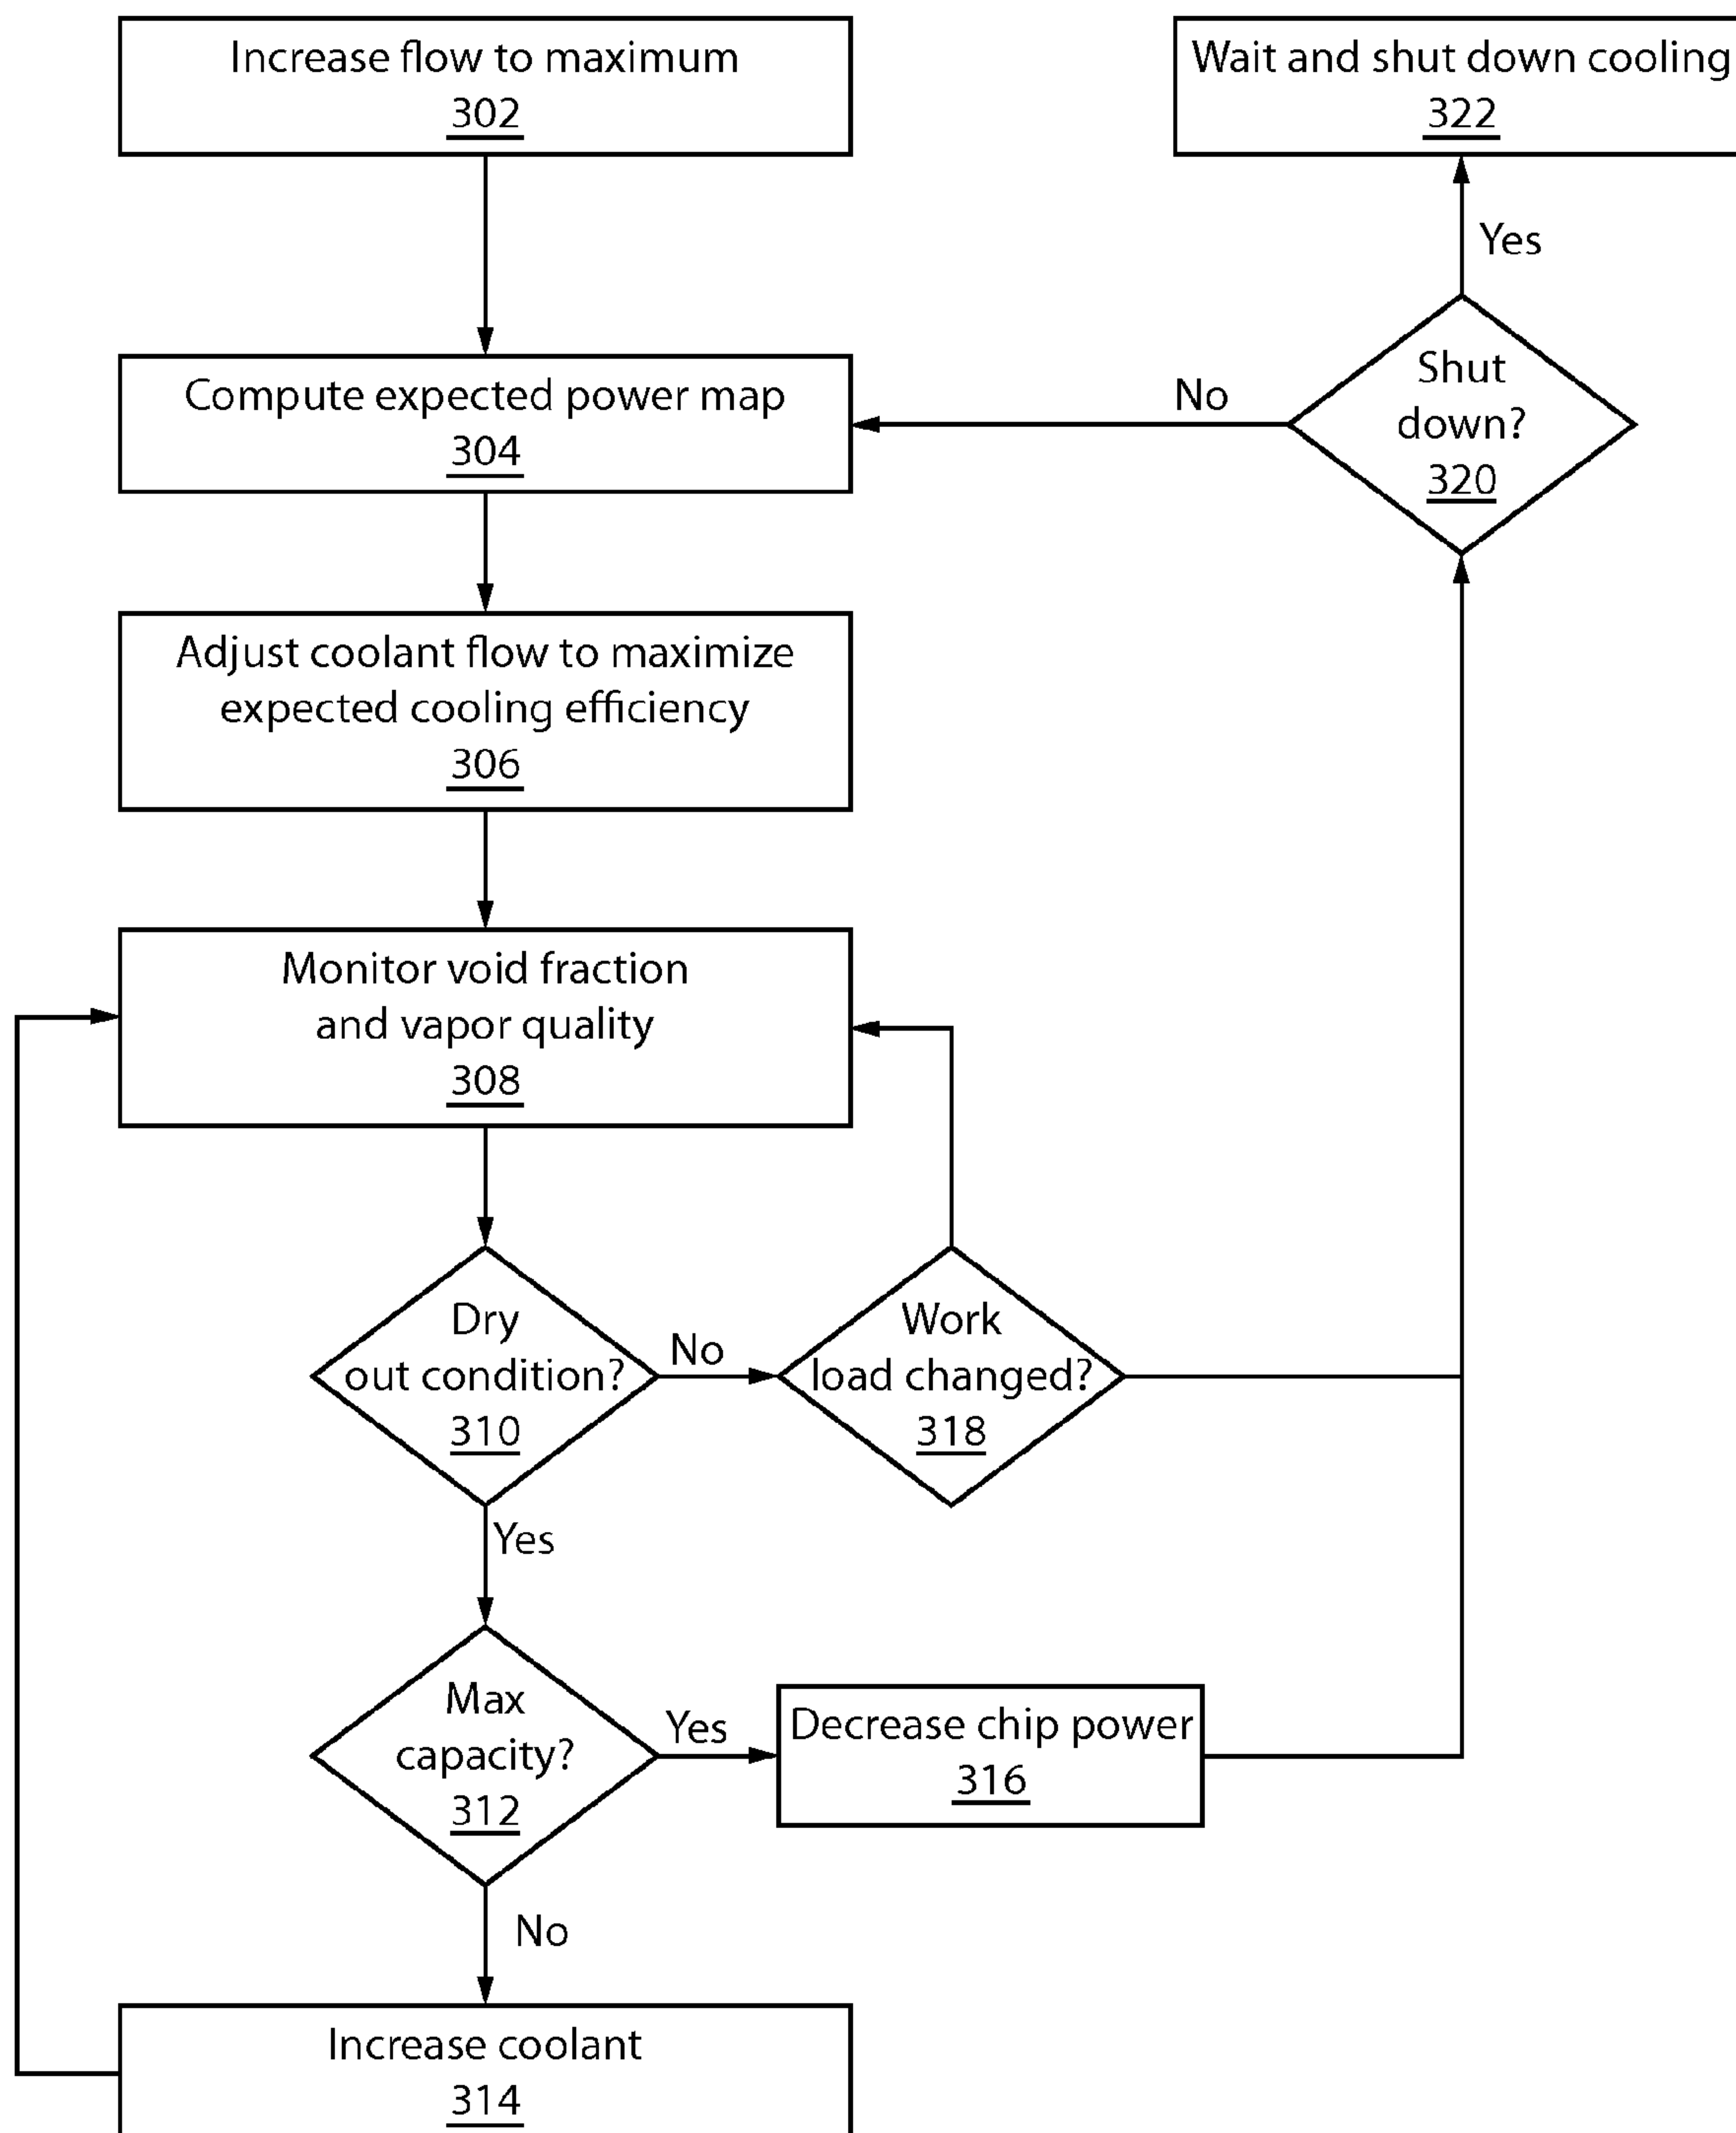 Increase flow to maximum
302
Wait and shut down cooling
322
Yes
Shut
down?
320
No
Compute expected power map
304
Adjust coolant flow to maximize
expected cooling efficiency
306
Monitor void fraction
and vapor quality
308
Dry
out condition?
310
No
Work
load changed?
318
Yes
Max
capacity?
312
Yes
Decrease chip power
316
No
Increase coolant
314